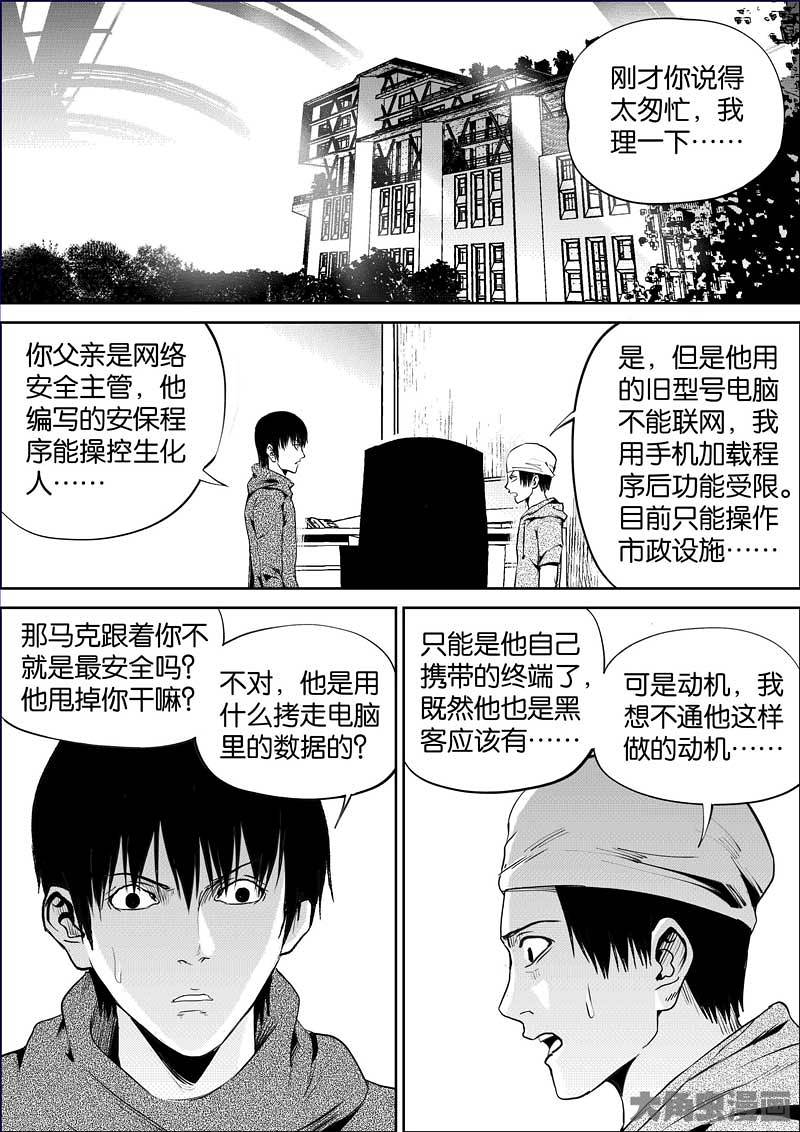 刚才你说得
太匆忙，我
理一下……
你父亲是网络
安全主管，他
编写的安保程
序能操控生化
人……
是，但是他用
的旧型号电脑
不能联网，我
用手机加载程
序后功能受限。
目前只能操作
市政设施……
那马克跟着你不
就是最安全吗？
他甩掉你干嘛？
不对，他是用
什么拷走电脑
里的数据的？
只能是他自己
携带的终端了，
既然他也是黑
客应该有……
可是动机，我
想不通他这样
做的动机……
大角虫漫画